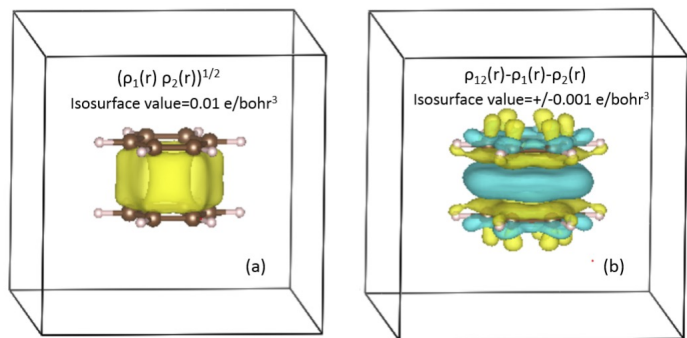 (ρ₁(r) ρ₂(r))¹/²
Isosurface value=0.01 e/bohr³
(a)
ρ₁₂(r)-ρ₁(r)-ρ₂(r)
Isosurface value=+/-0.001 e/bohr³
(b)